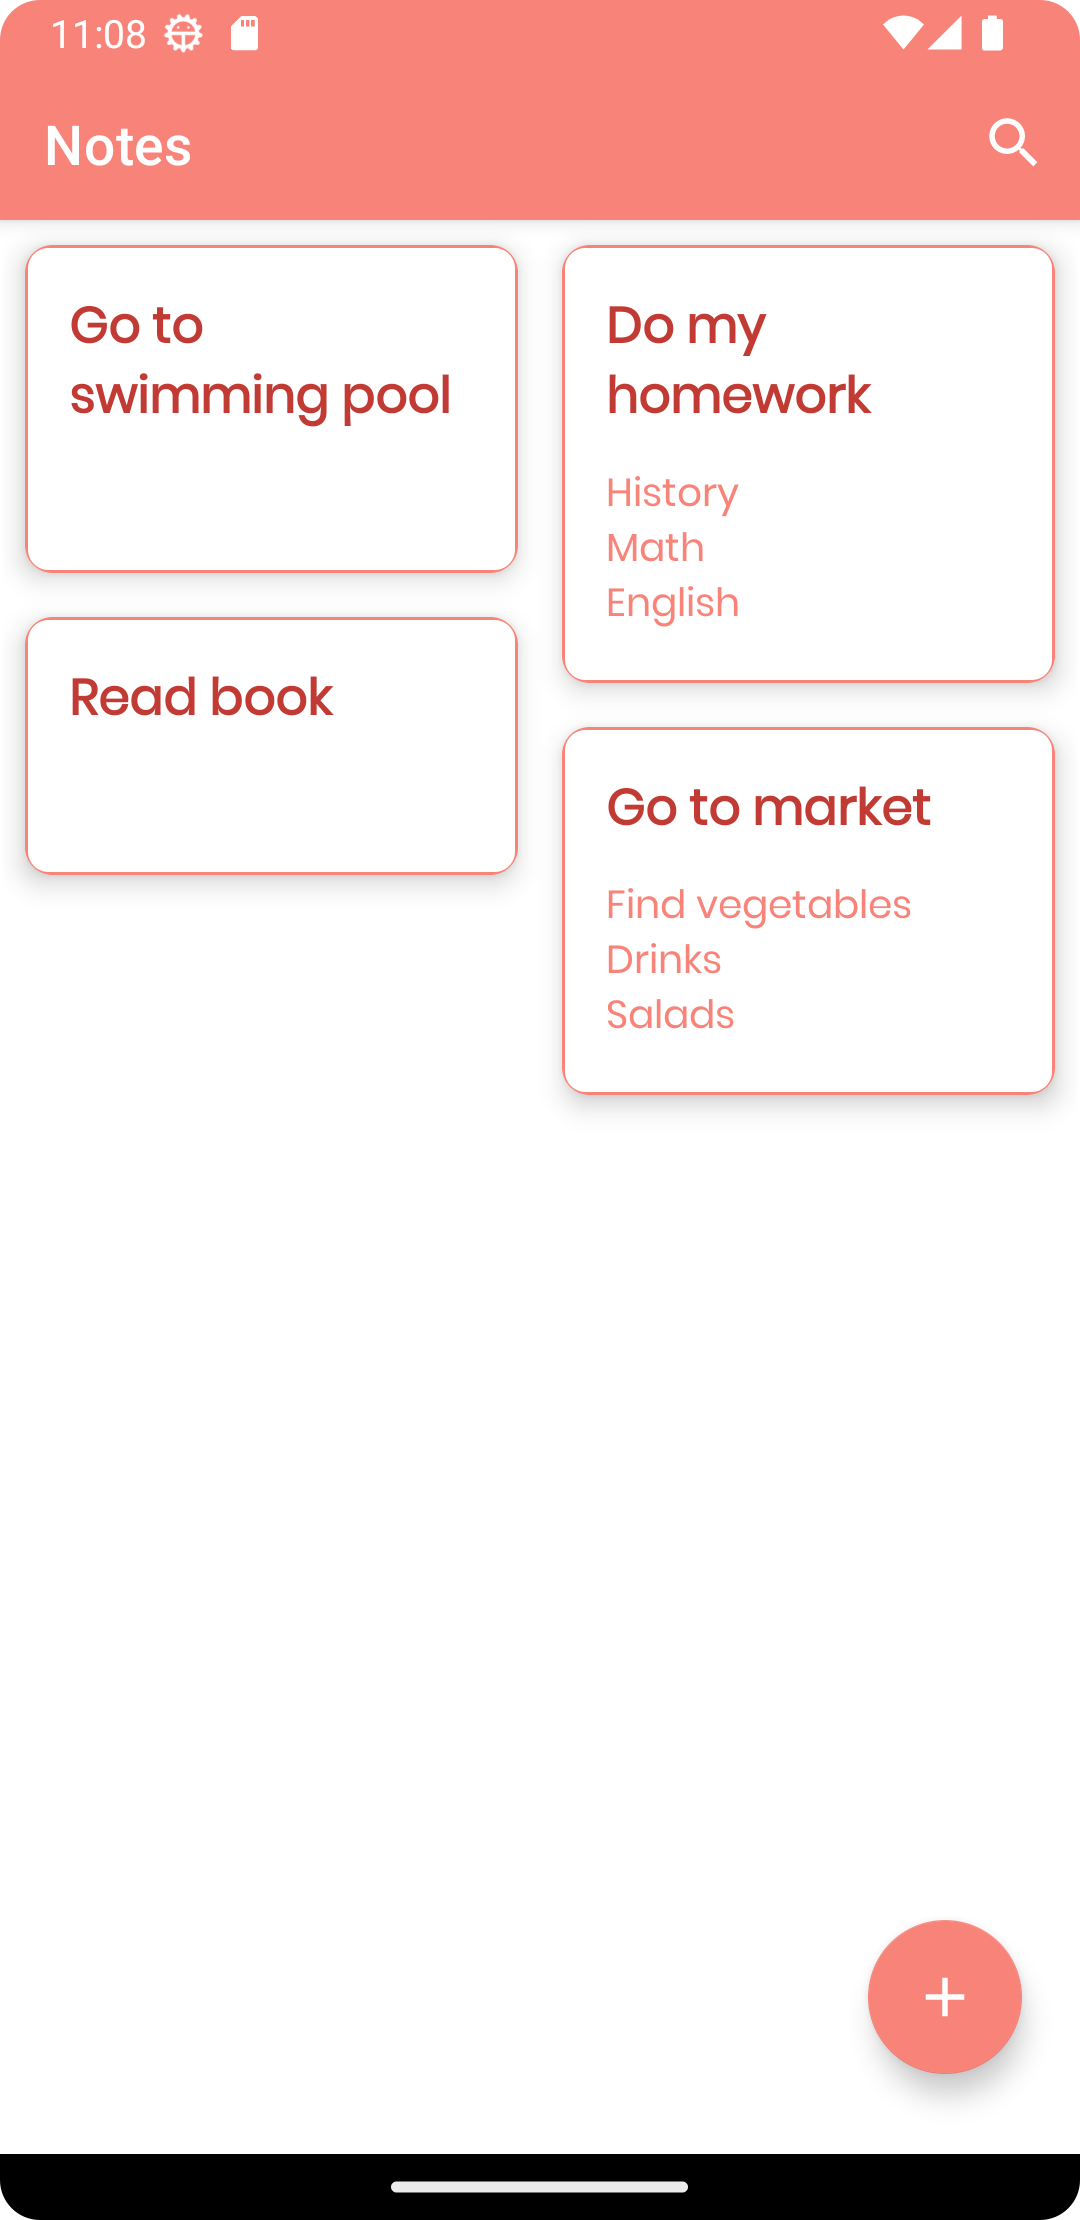 11:08
Notes
Go to
swimming pool
Do my
homework
History
Math
English
Read book
Go to market
Find vegetables
Drinks
Salads